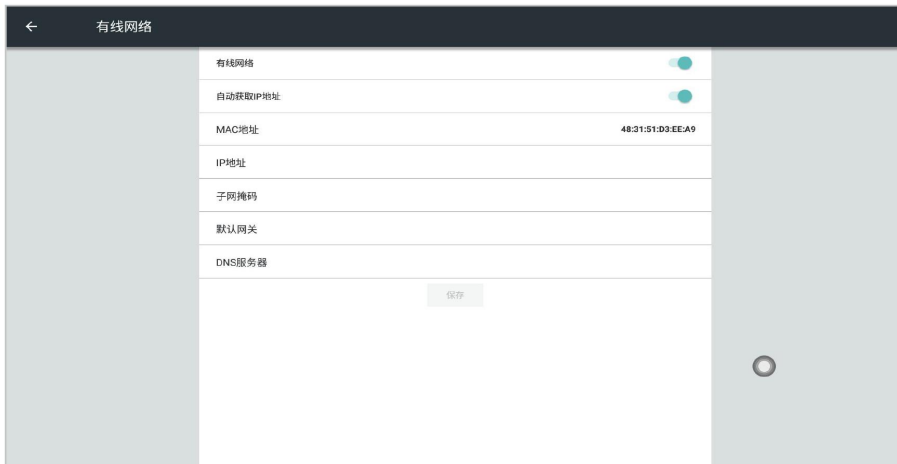 有线网络
有线网络
自动获取IP地址
MAC地址 48:31:51:D3:EE:A9
IP地址
子网掩码
默认网关
DNS服务器
保存